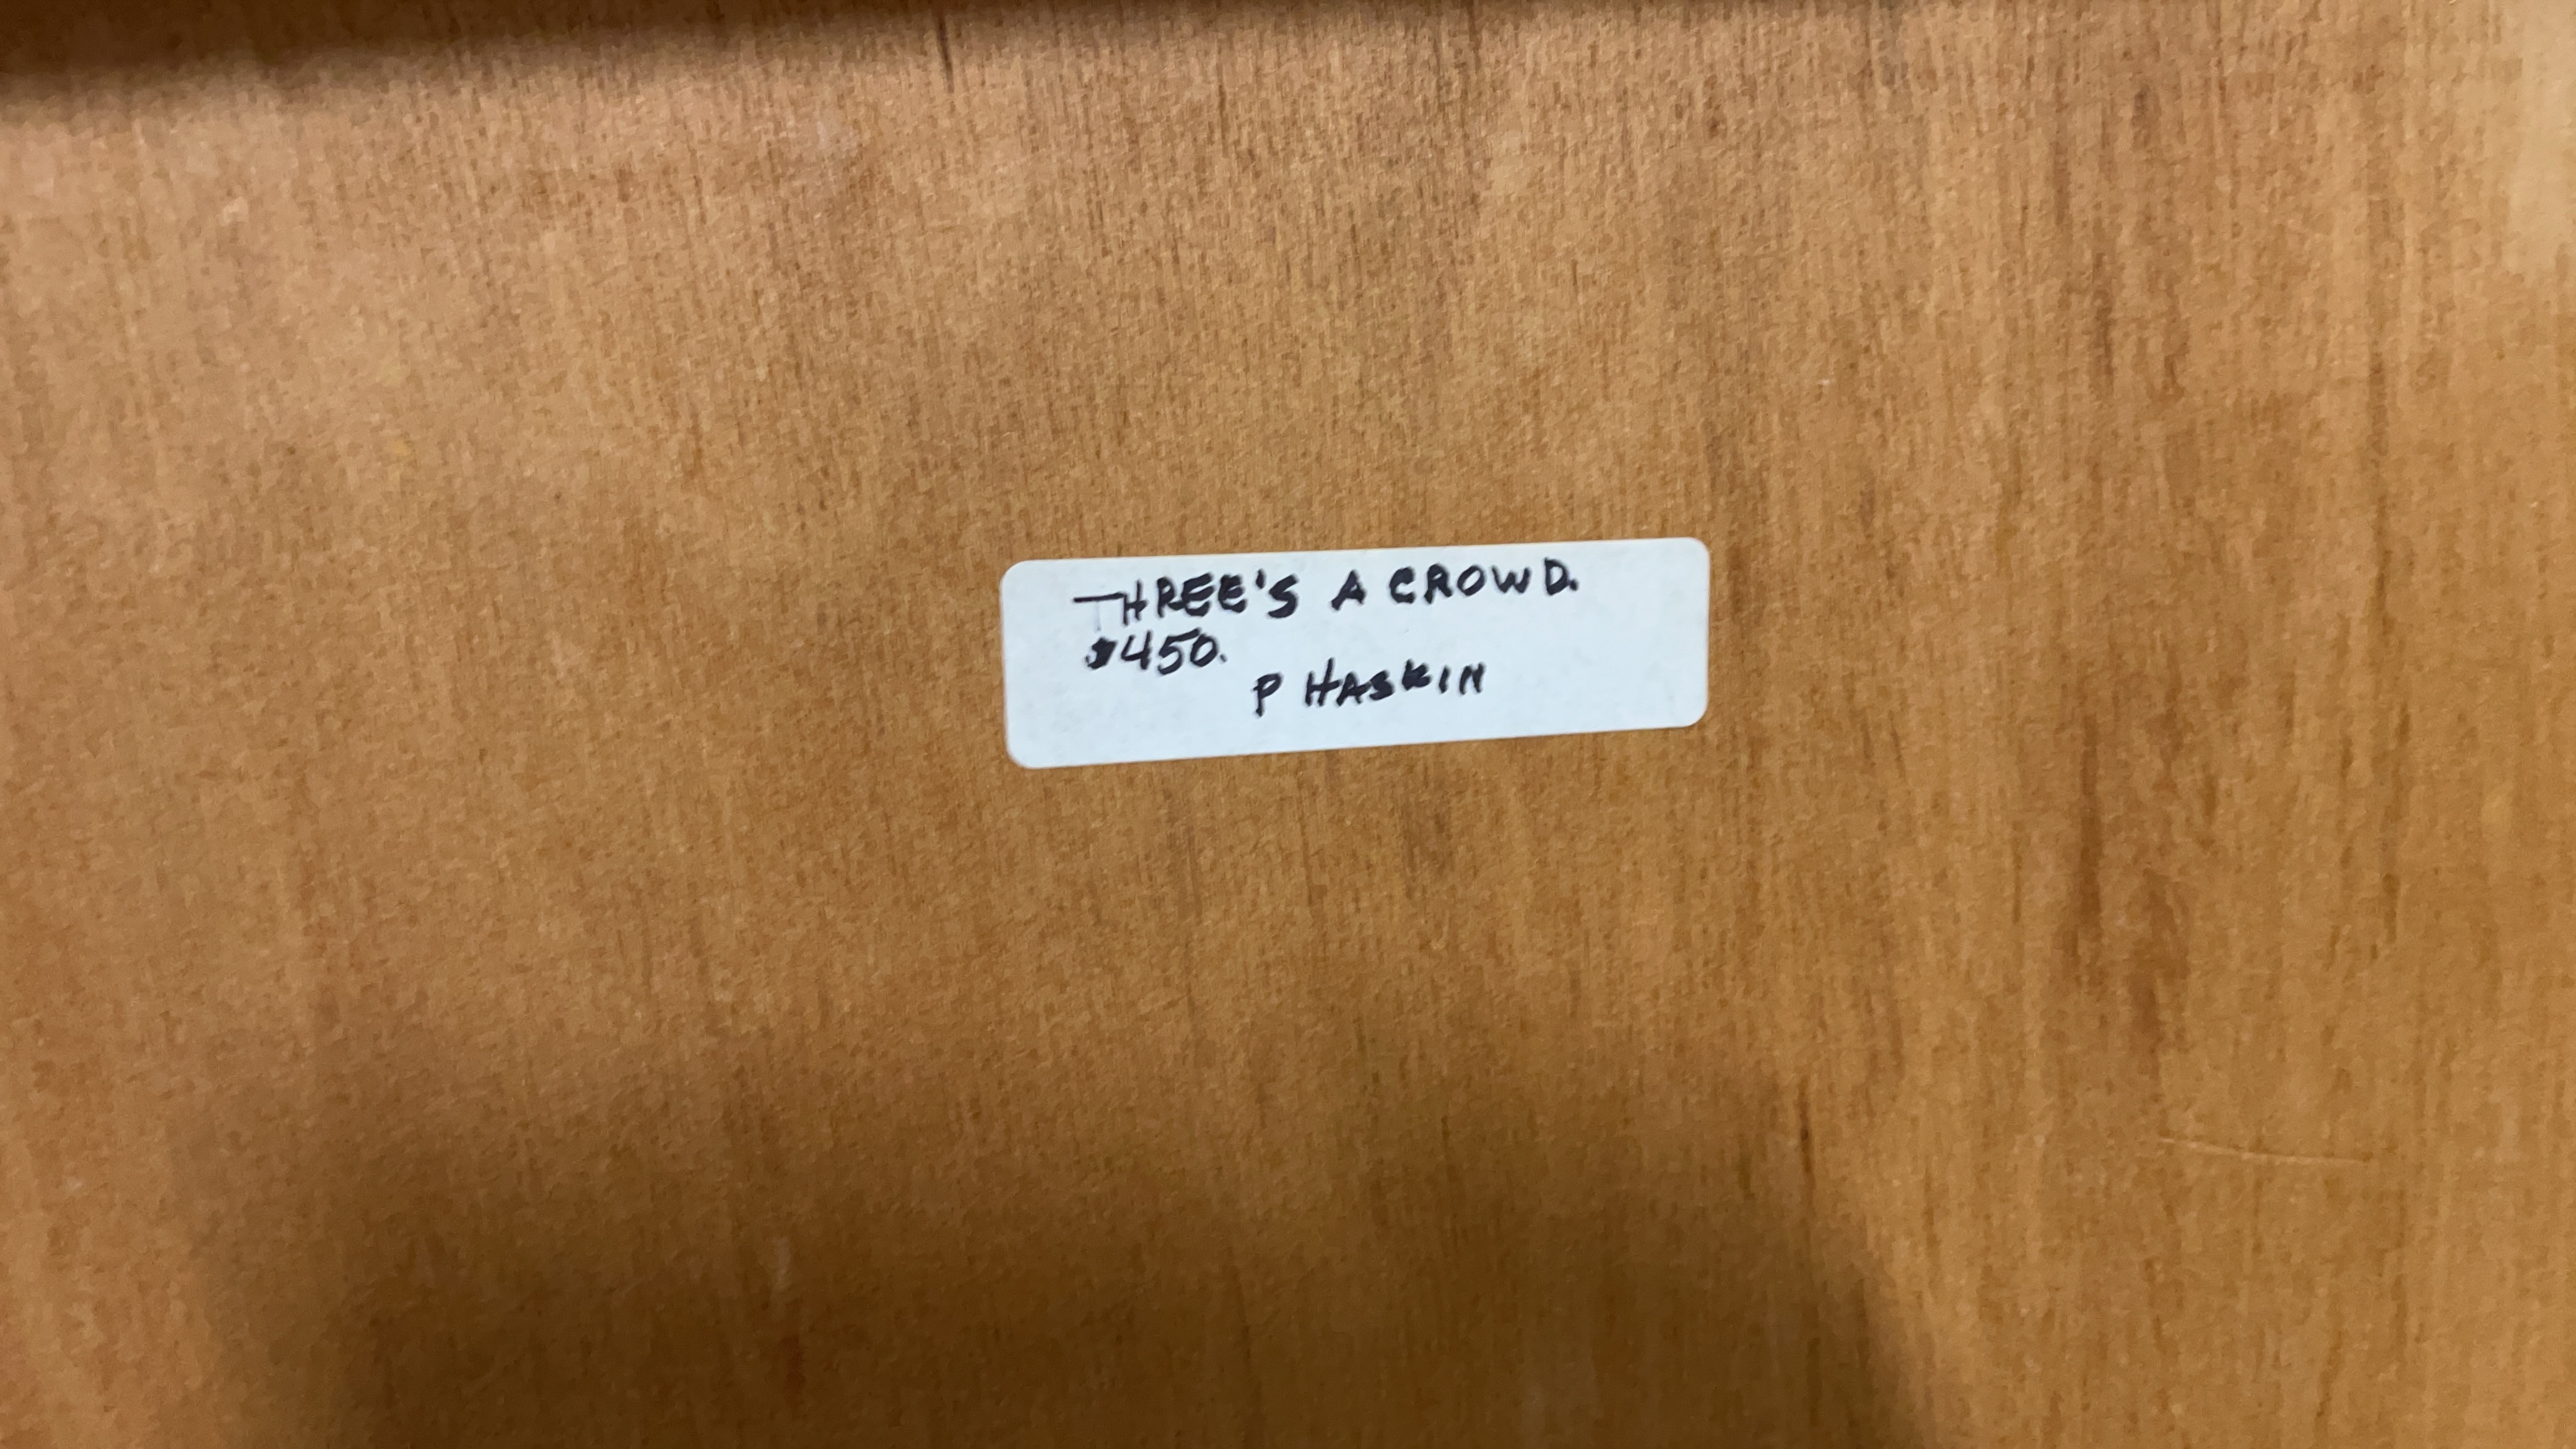 THREE'S A CROWD.
$450.
P HASKIN